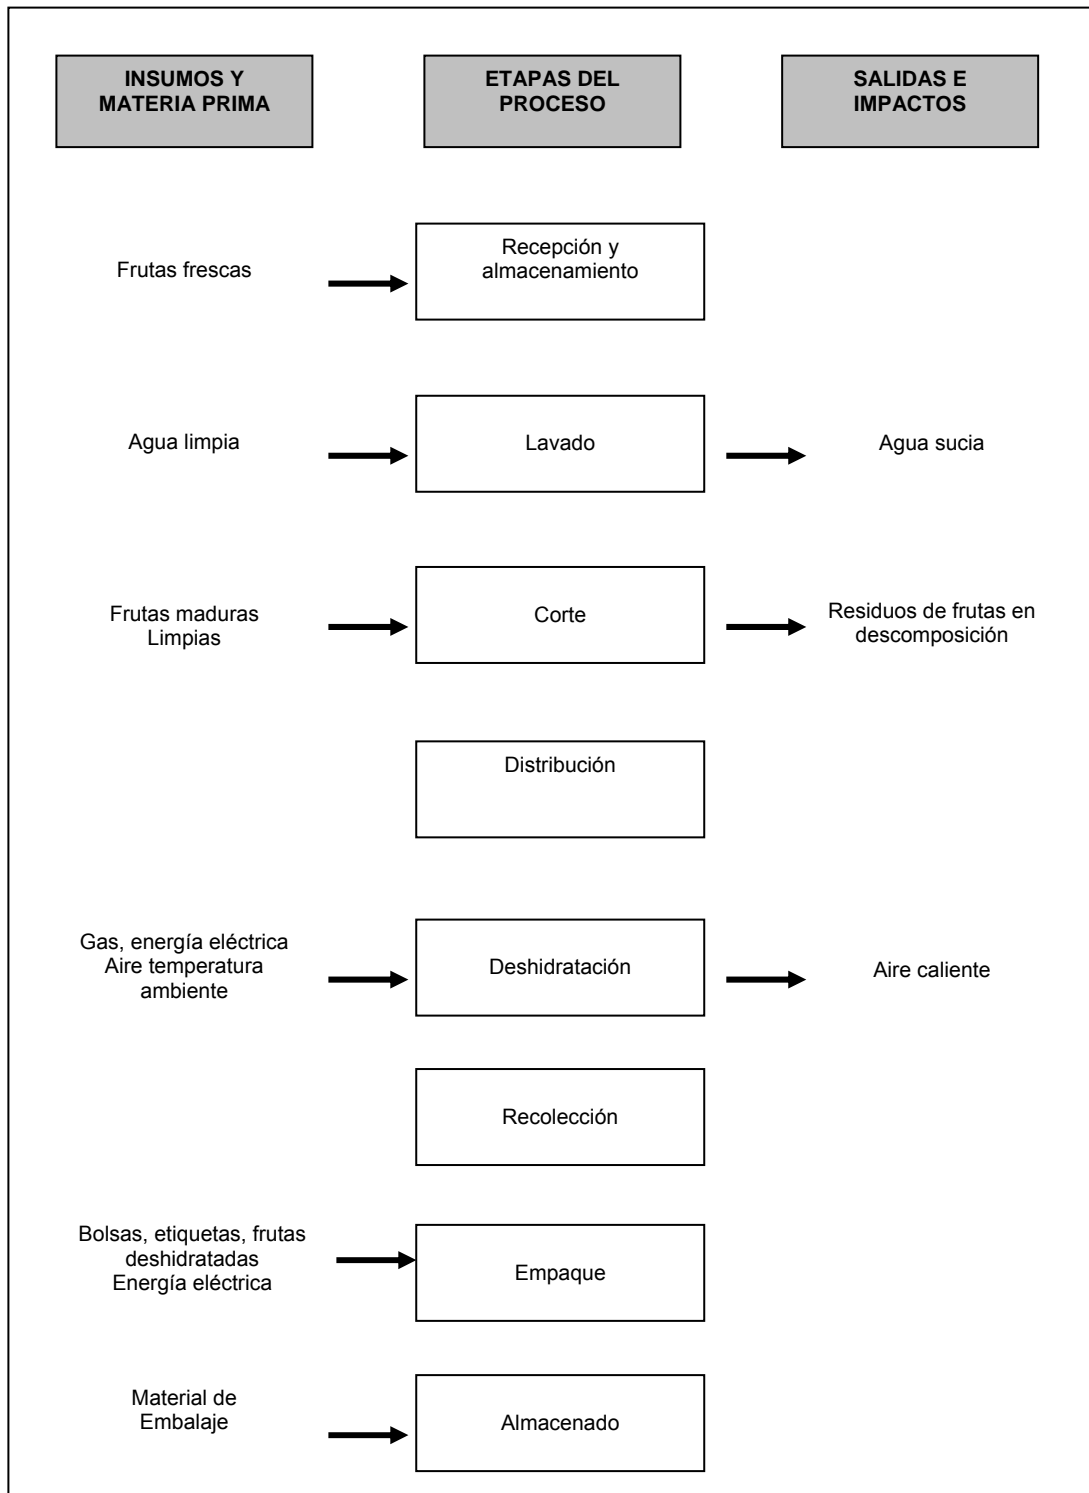 INSUMOS Y
MATERIA PRIMA
ETAPAS DEL
PROCESO
SALIDAS E
IMPACTOS
Frutas frescas
Recepción y
almacenamiento
Agua limpia
Lavado
Agua sucia
Frutas maduras
Limpias
Corte
Residuos de frutas en
descomposición
Distribución
Gas, energía eléctrica
Aire temperatura
ambiente
Deshidratación
Aire caliente
Recolección
Bolsas, etiquetas, frutas
deshidratadas
Energía eléctrica
Empaque
Material de
Embalaje
Almacenado